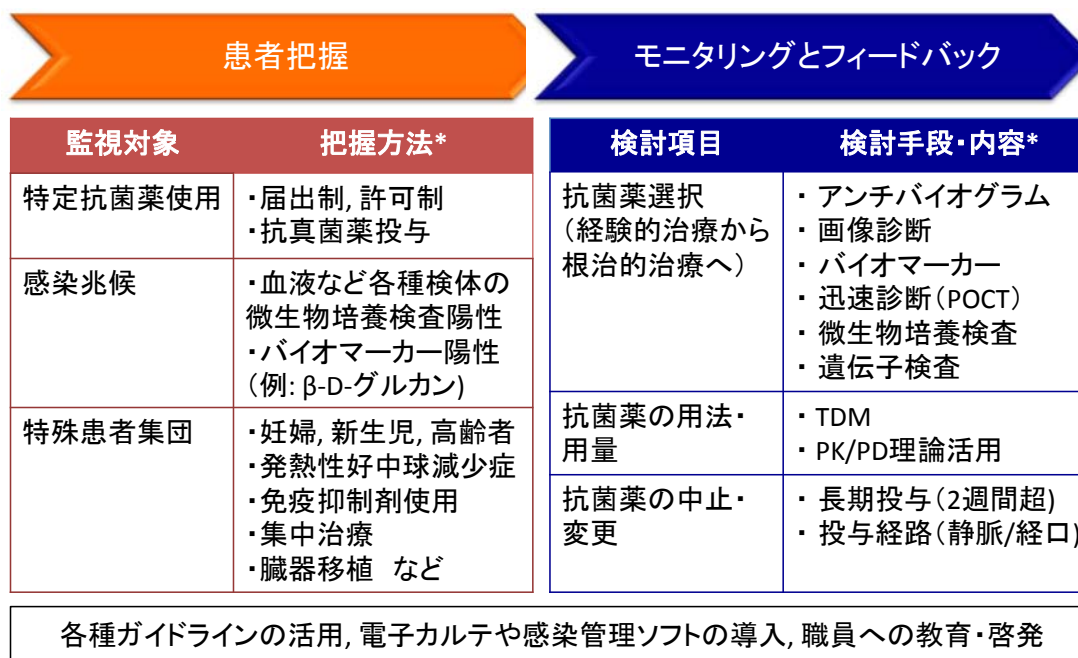 患者把握
モニタリングとフィードバック
監視対象
把握方法*
特定抗菌薬使用
・届出制, 許可制
・抗真菌薬投与
感染兆候
・血液など各種検体の
微生物培養検査陽性
・バイオマーカー陽性
(例: β-D-グルカン)
特殊患者集団
・妊婦, 新生児, 高齢者
・発熱性好中球減少症
・免疫抑制剤使用
・集中治療
・臓器移植 など
検討項目
検討手段・内容*
抗菌薬選択
（経験的治療から
根治的治療へ）
・ アンチバイオグラム
・ 画像診断
・ バイオマーカー
・ 迅速診断（POCT）
・ 微生物培養検査
・ 遺伝子検査
抗菌薬の用法・
用量
・ TDM
・ PK/PD理論活用
抗菌薬の中止・
変更
・ 長期投与（2週間超)
・ 投与経路（静脈/経口)
各種ガイドラインの活用, 電子カルテや感染管理ソフトの導入, 職員への教育・啓発